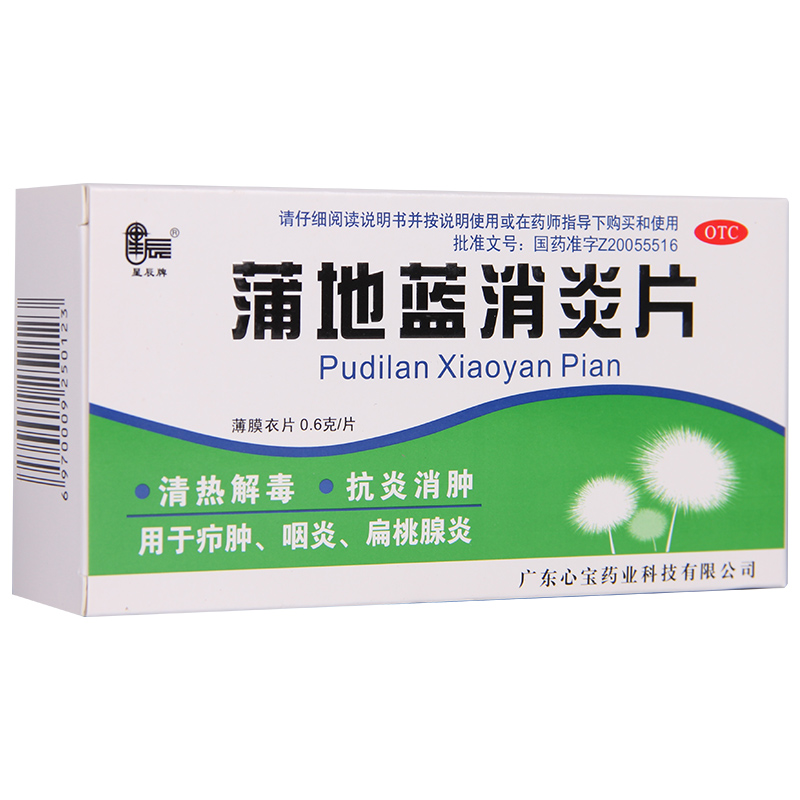 星辰®
星辰牌
请仔细阅读说明书并按说明使用或在药师指导下购买和使用
批准文号：国药准字Z20055516
OTC
蒲地蓝消炎片
Pudilan Xiaoyan Pian
薄膜衣片 0.6克/片
●清热解毒 ●抗炎消肿
用于疖肿、咽炎、扁桃腺炎
广东心宝药业科技有限公司
6970009250123